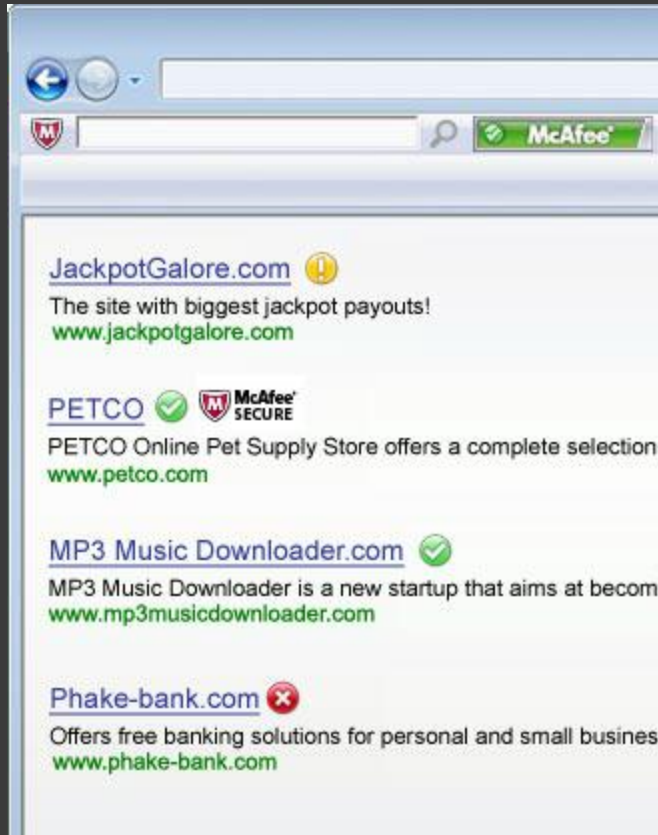 M
McAfee®
JackpotGalore.com
The site with biggest jackpot payouts!
www.jackpotgalore.com
PETCO M McAfee®
SECURE
PETCO Online Pet Supply Store offers a complete selection
www.petco.com
MP3 Music Downloader.com
MP3 Music Downloader is a new startup that aims at becom
www.mp3musicdownloader.com
Phake-bank.com
Offers free banking solutions for personal and small busines
www.phake-bank.com